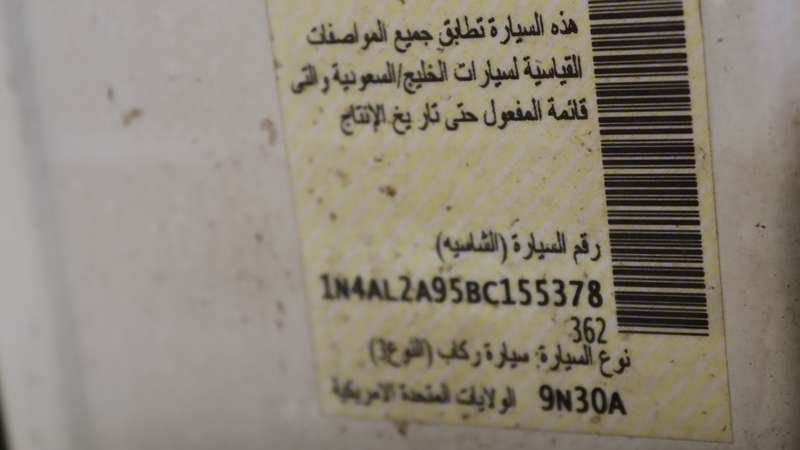 هذه السيارة تطابق جميع المواصفات
القياسية لسيارات الخليج/السعودية والتى
قائمة المفعول حتى تاريخ الإنتاج
رقم السيارة (الشاسيه)
1N4AL2A95BC155378
362
نوع السيارة: سيارة ركاب (النوع3)
9N30A الولايات المتحدة الامريكية